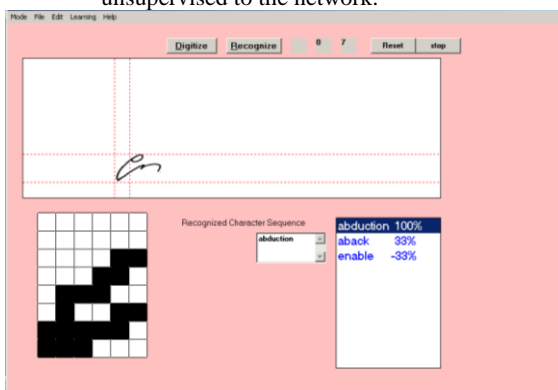 unsupervised to the network.
Mode File Edit Learning Help
Digitize Recognize 0 7 Reset stop
Recognized Character Sequence
abduction
abduction 100%
aback 33%
enable -33%